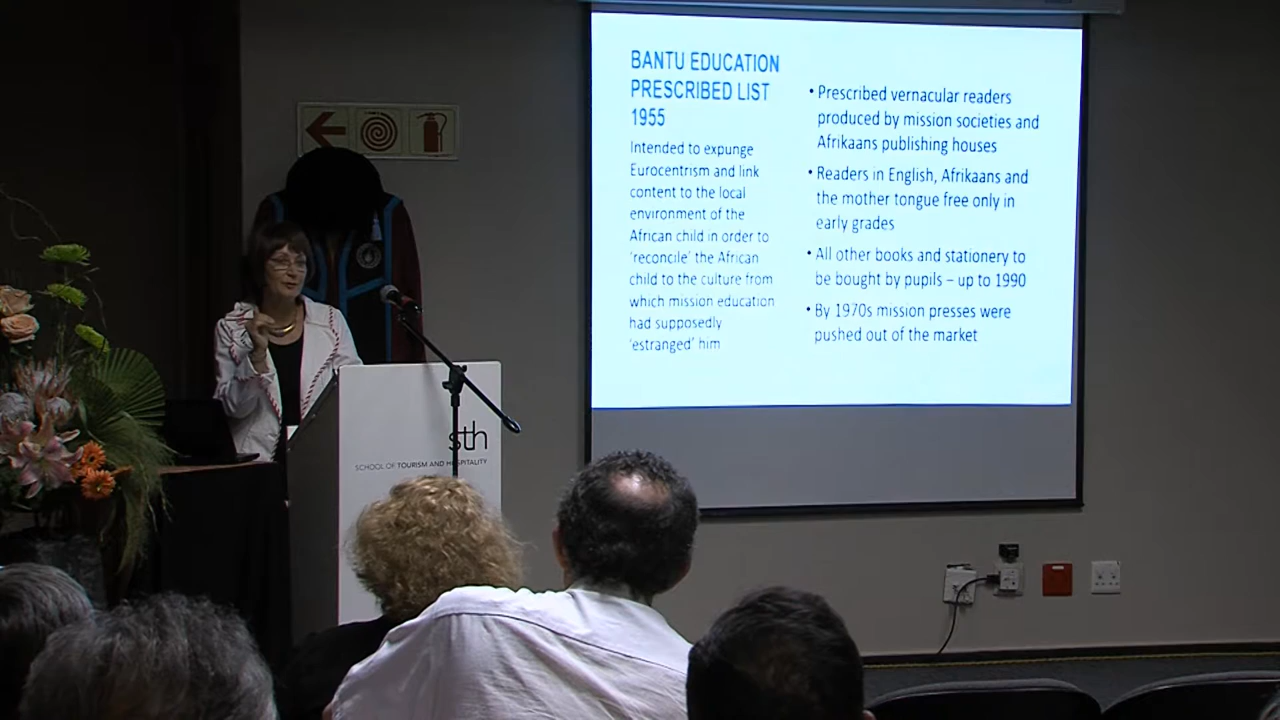 BANTU EDUCATION
PRESCRIBED LIST
1955
Intended to expunge
Eurocentrism and link
content to the local
environment of the
African child in order to
'reconcile' the African
child to the culture from
which mission education
had supposedly
'estranged' him
• Prescribed vernacular readers
produced by mission societies and
Afrikaans publishing houses
• Readers in English, Afrikaans and
the mother tongue free only in
early grades
• All other books and stationery to
be bought by pupils – up to 1990
• By 1970s mission presses were
pushed out of the market
sth
SCHOOL OF TOURISM AND HOSPITALITY